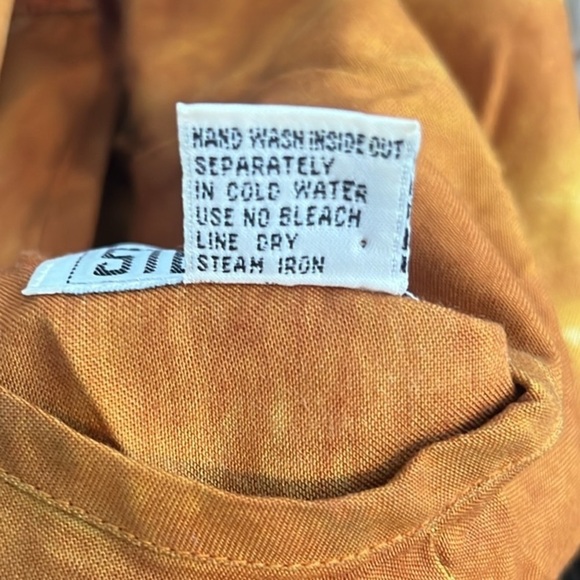 HAND WASH INSIDE OUT
SEPARATELY
IN COLD WATER
USE NO BLEACH
LINE DRY
STEAM IRON